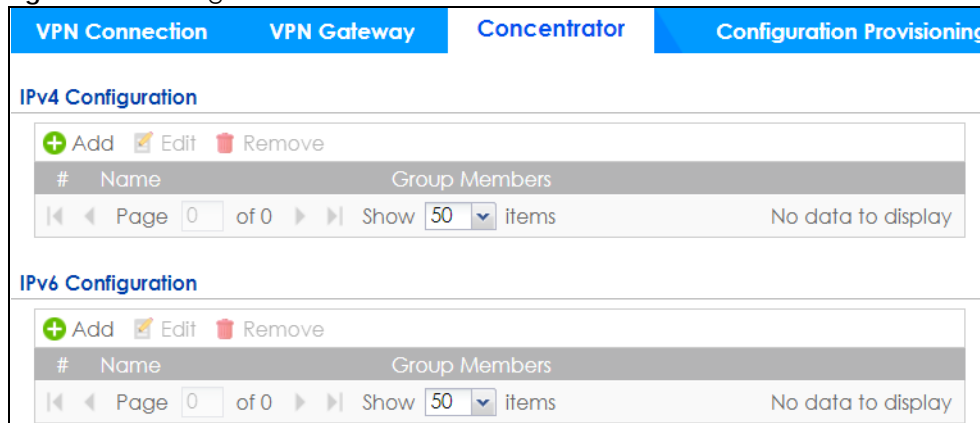 VPN Connection VPN Gateway Concentrator Configuration Provisioning
IPv4 Configuration
Add Edit Remove
# Name Group Members
Page 0 of 0 Show 50 items No data to display
IPv6 Configuration
Add Edit Remove
# Name Group Members
Page 0 of 0 Show 50 items No data to display